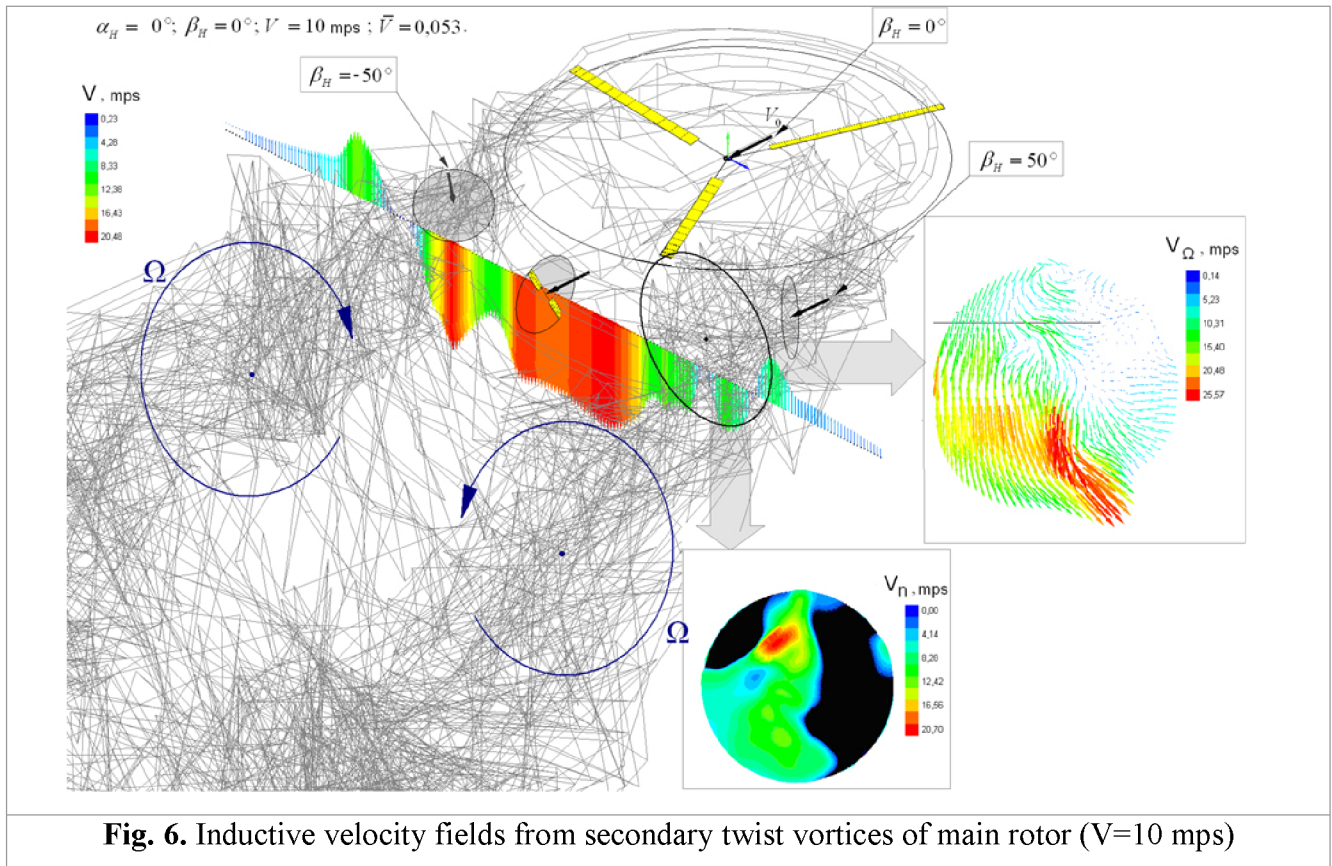 α_H = 0°; β_H = 0°; V = 10 mps ; V̅ = 0,053.
β_H = 0°
β_H = -50°
V , mps
0,23
4,28
8,33
12,38
16,43
20,48
V₀
β_H = 50°
V_Ω , mps
0,14
5,23
10,31
15,40
20,48
25,57
Ω
Ω
V_n , mps
0,00
4,14
8,28
12,42
16,56
20,70
Fig. 6. Inductive velocity fields from secondary twist vortices of main rotor (V=10 mps)